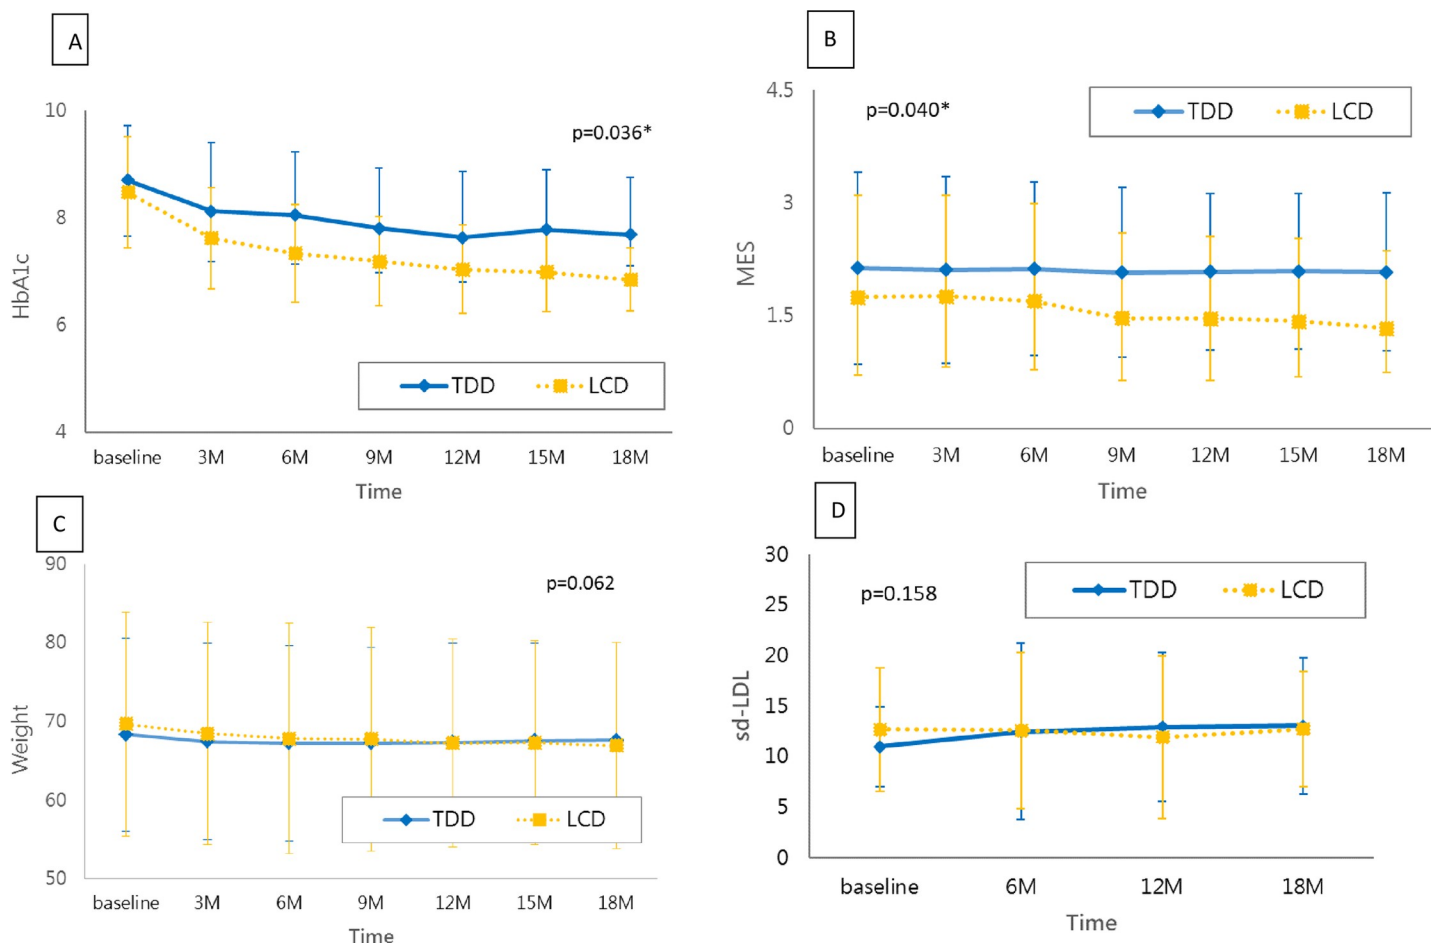 A
10
p=0.036*
8
HbA1c
6
TDD LCD
4
baseline 3M 6M 9M 12M 15M 18M
Time
B
4.5
TDD LCD
p=0.040*
3
MES
1.5
0
baseline 3M 6M 9M 12M 15M 18M
Time
C
90
p=0.062
80
70
Weight
60
TDD LCD
50
baseline 3M 6M 9M 12M 15M 18M
Time
D
30
TDD LCD
p=0.158
25
20
sd-LDL
15
10
5
0
baseline 6M 12M 18M
Time